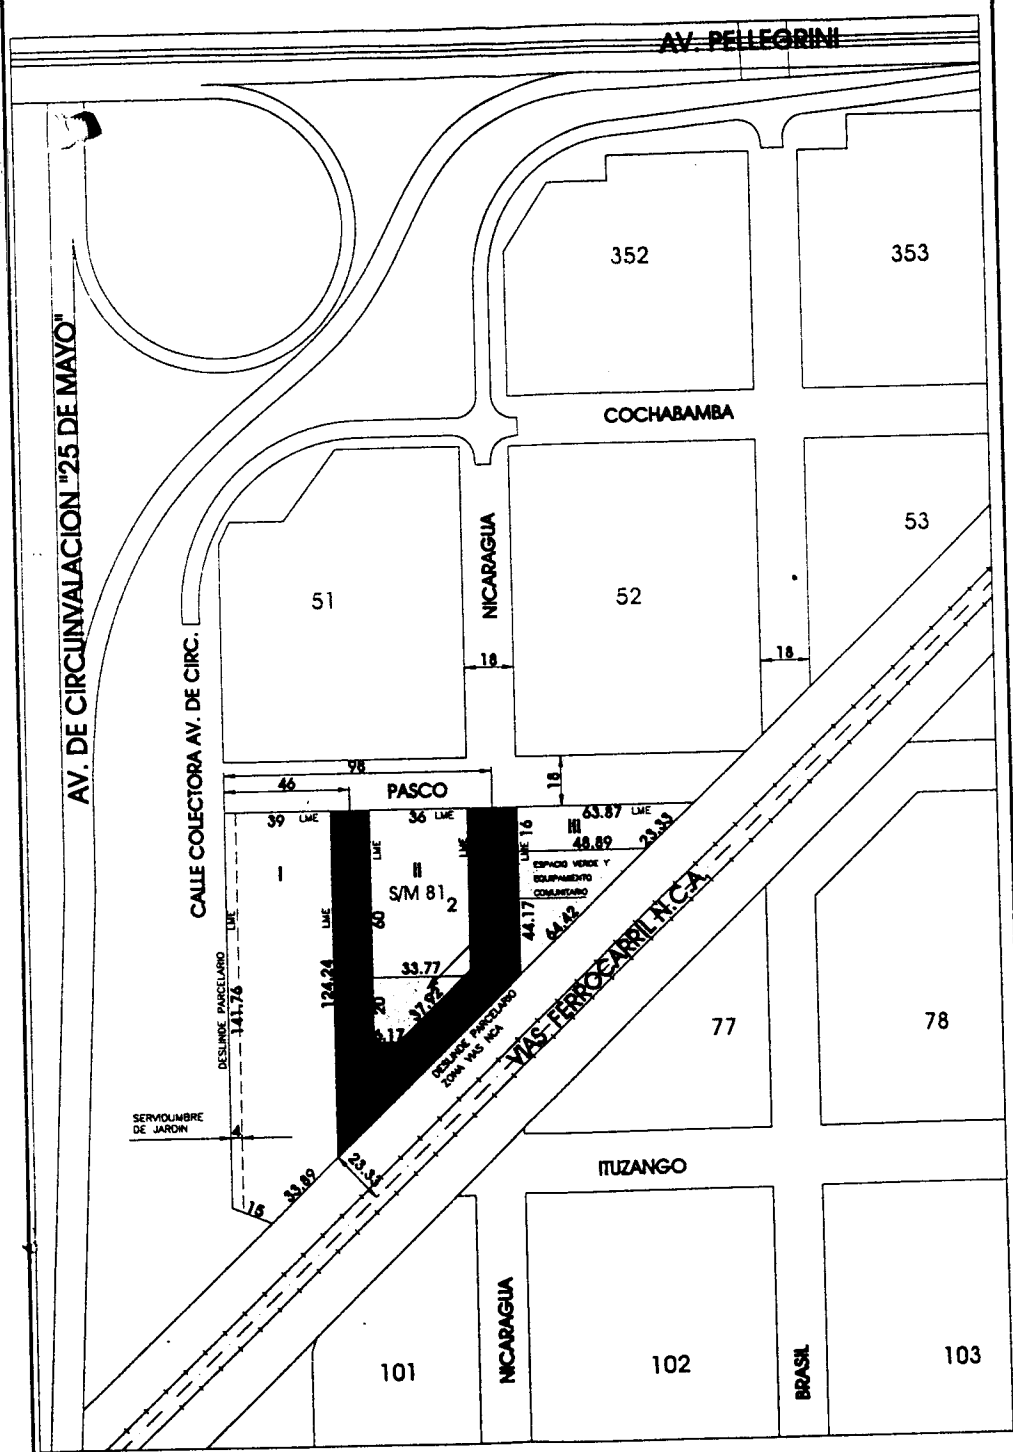 AV. PELLEGRINI
352
353
AV. DE CIRCUNVALACION "25 DE MAYO"
COCHABAMBA
NICARAGUA
53
51
52
18
18
CALLE COLECTORA AV. DE CIRC.
98
18
46
PASCO
39 LME
36 LME
63.87 LME
I
II
III
LME
LME
LME 16
48.89
23.33
S/M 81
2
ESPACIO VERDE Y
EQUIPAMIENTO
COMUNITARIO
LME
LME
60
44.17
64.42
DESLINDE PARCELARIO
141.76
124.24
33.77
20
37.92
VIAS FERROCARRIL N.C.A.
DESLINDE PARCELARIO
ZONA VIAS NCA
77
78
SERVIDUMBRE
DE JARDIN
4
ITUZANGO
23.33
33.89
15
NICARAGUA
BRASIL
101
102
103